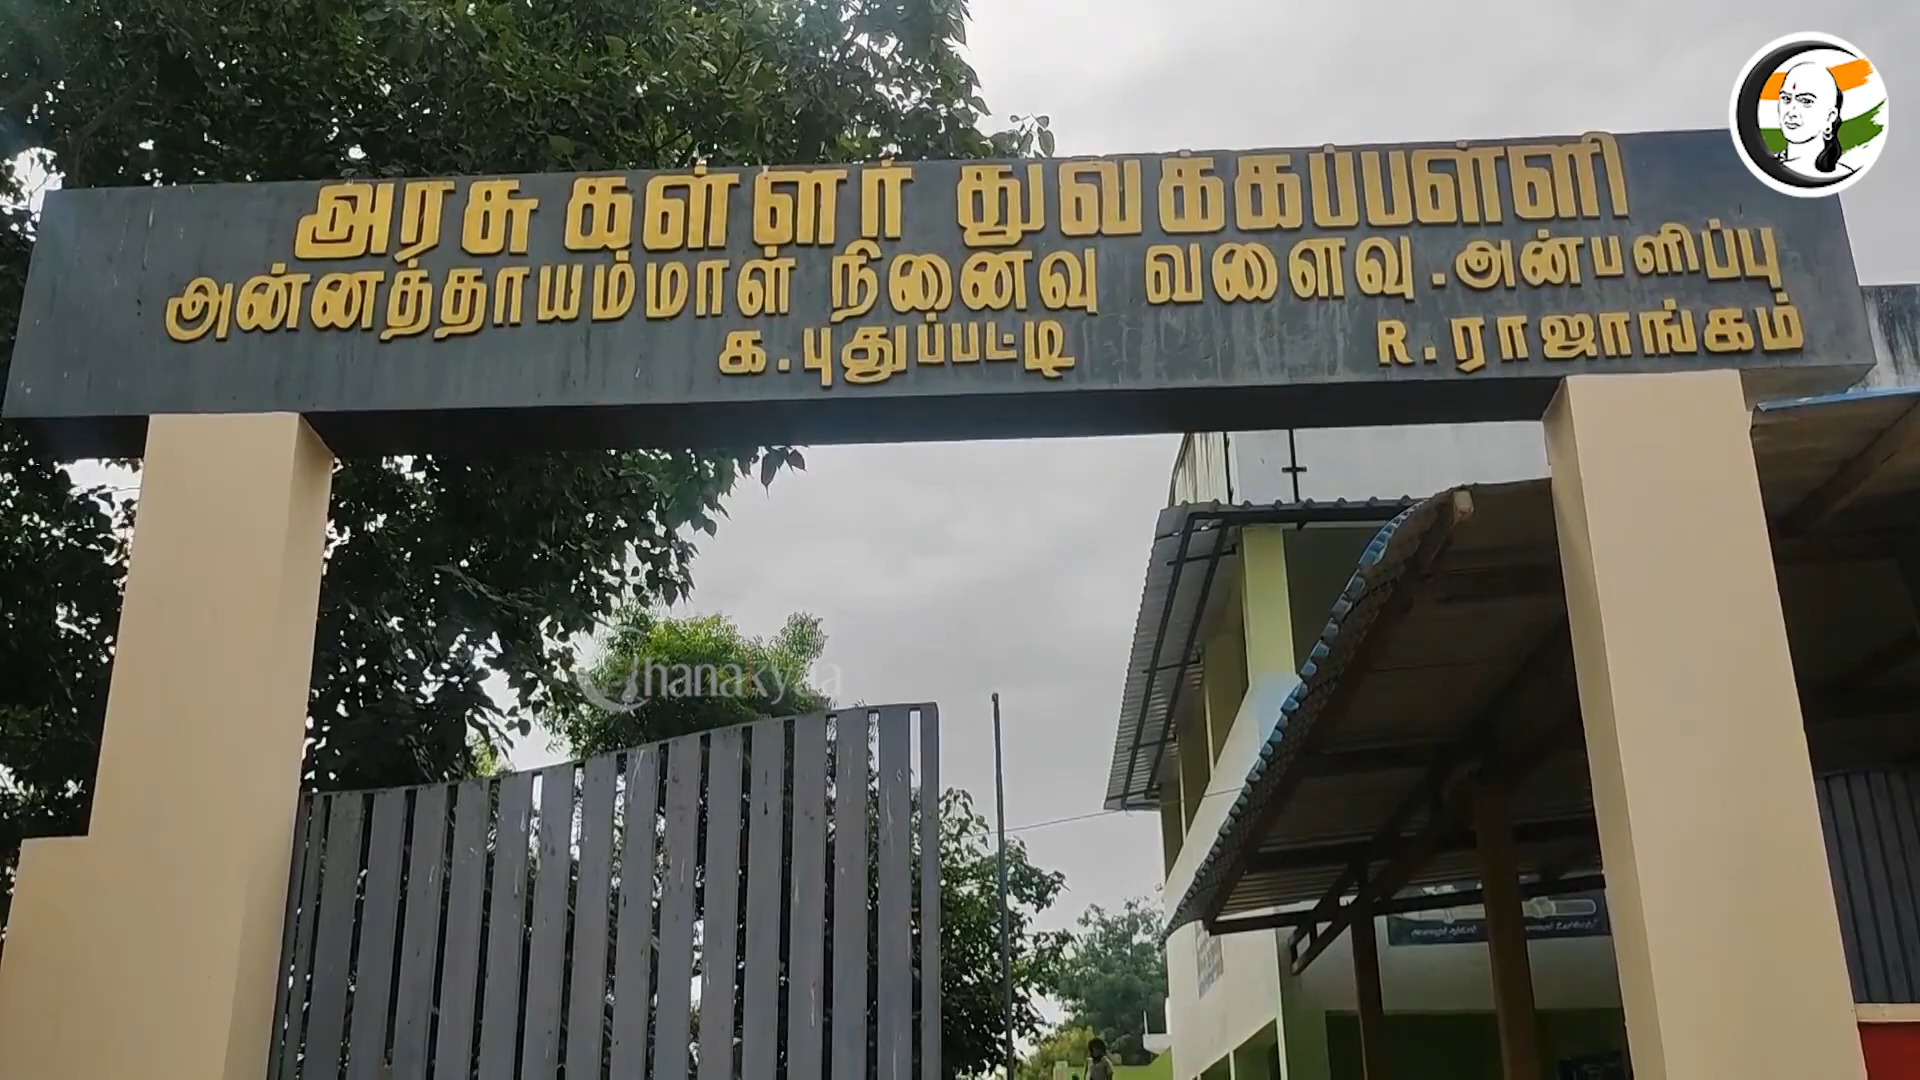 அரசு கள்ளர் துவக்கப்பள்ளி
அன்னத்தாயம்மாள் நினைவு வளைவு . அன்பளிப்பு
க . புதுப்பட்டி R . ராஜாங்கம்
Chanakyaa